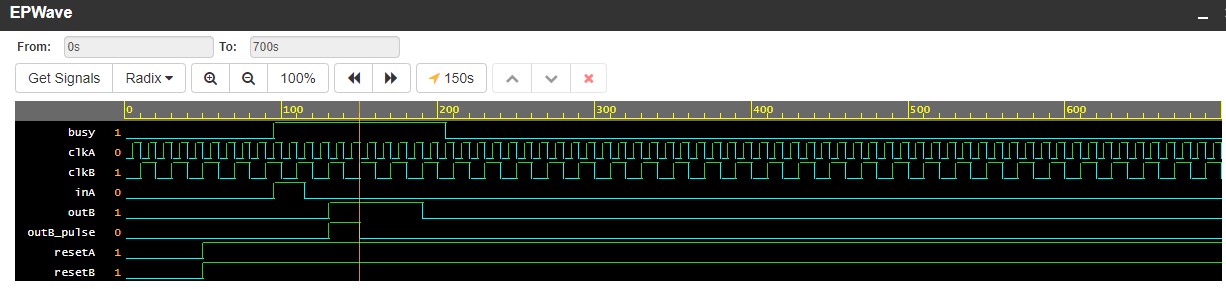 EPWave
From: 0s To: 700s
Get Signals Radix 100% 150s
0 100 200 300 400 500 600
busy 1
clkA 0
clkB 1
inA 0
outB 1
outB_pulse 0
resetA 1
resetB 1